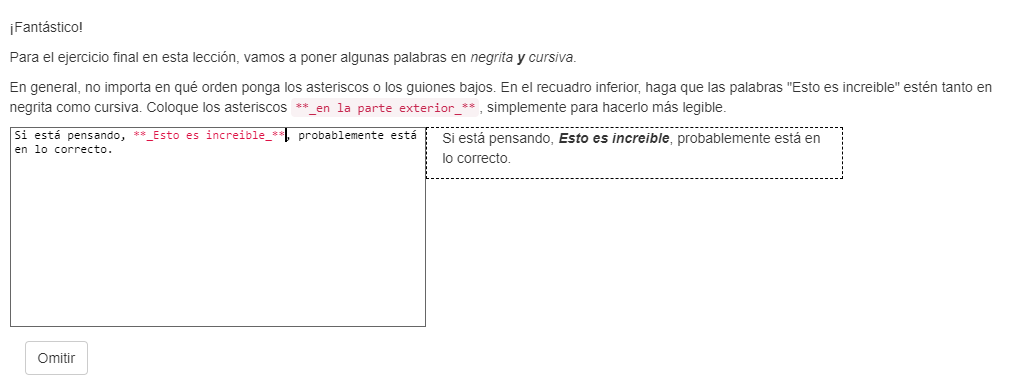 ¡Fantástico!
Para el ejercicio final en esta lección, vamos a poner algunas palabras en negrita y cursiva.
En general, no importa en qué orden ponga los asteriscos o los guiones bajos. En el recuadro inferior, haga que las palabras "Esto es increible" estén tanto en
negrita como cursiva. Coloque los asteriscos **_en la parte exterior_**, simplemente para hacerlo más legible.
Si está pensando, **_Esto es increible_**, probablemente está
en lo correcto.
Si está pensando, Esto es increible, probablemente está en
lo correcto.
Omitir